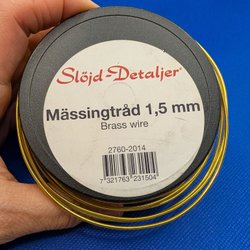 Slöjd-Detaljer
Mässingtråd 1,5 mm
Brass wire
2760-2014
7 321763 231504